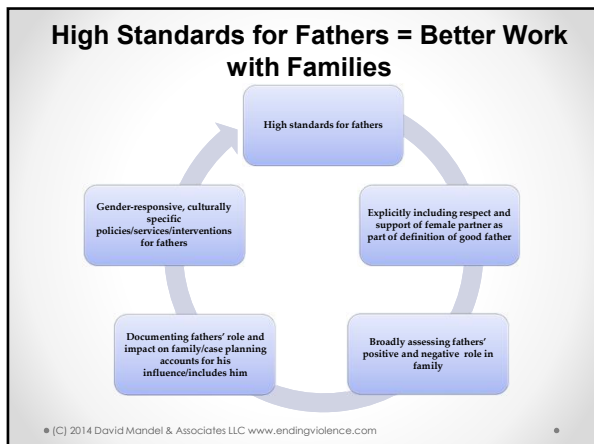 High Standards for Fathers = Better Work
with Families
High standards for fathers
Explicitly including respect and
support of female partner as
part of definition of good father
Broadly assessing fathers'
positive and negative role in
family
Documenting fathers' role and
impact on family/case planning
accounts for his
influence/includes him
Gender-responsive, culturally
specific
policies/services/interventions
for fathers
(C) 2014 David Mandel & Associates LLC www.endingviolence.com